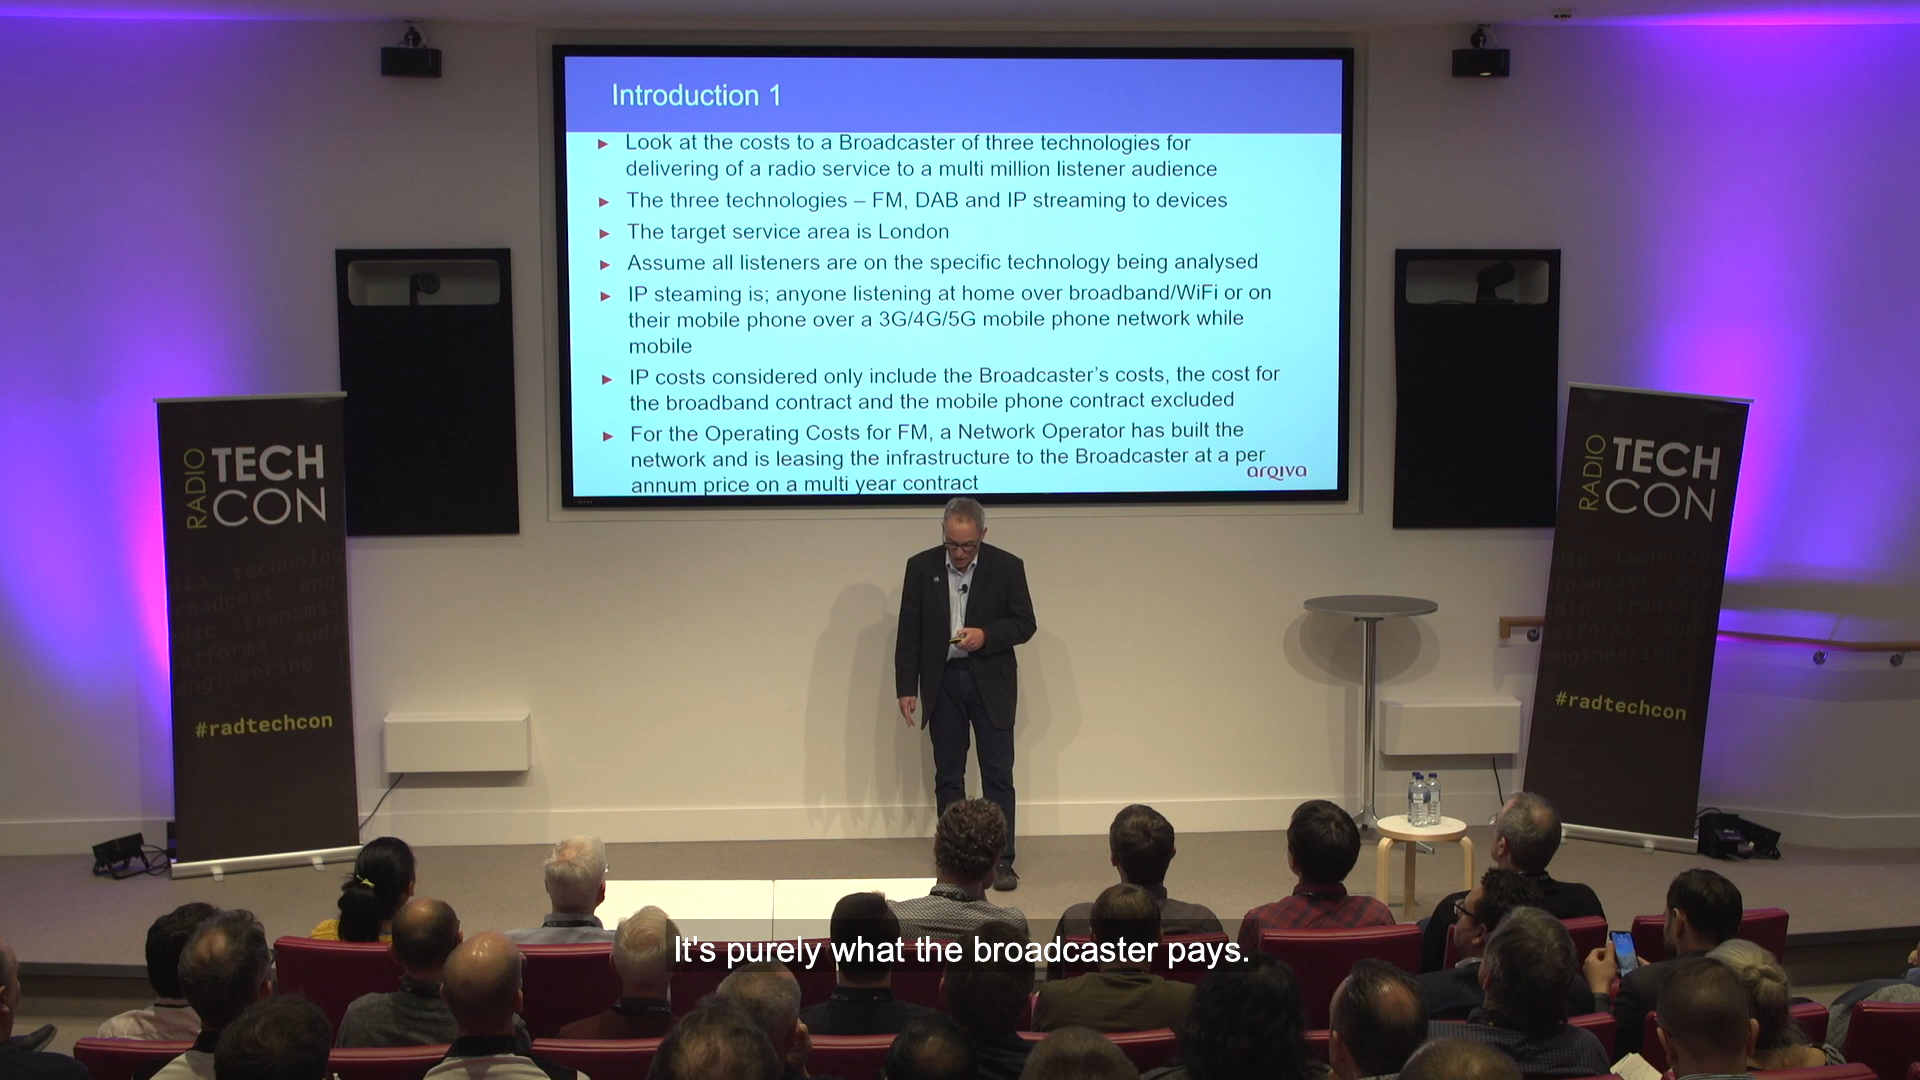 Introduction 1
► Look at the costs to a Broadcaster of three technologies for
delivering of a radio service to a multi million listener audience
► The three technologies – FM, DAB and IP streaming to devices
► The target service area is London
► Assume all listeners are on the specific technology being analysed
► IP steaming is; anyone listening at home over broadband/WiFi or on
their mobile phone over a 3G/4G/5G mobile phone network while
mobile
► IP costs considered only include the Broadcaster's costs, the cost for
the broadband contract and the mobile phone contract excluded
► For the Operating Costs for FM, a Network Operator has built the
network and is leasing the infrastructure to the Broadcaster at a per
annum price on a multi year contract
arqiva
RADIO
TECH
CON
#radtechcon
RADIO
TECH
CON
#radtechcon
It's purely what the broadcaster pays.